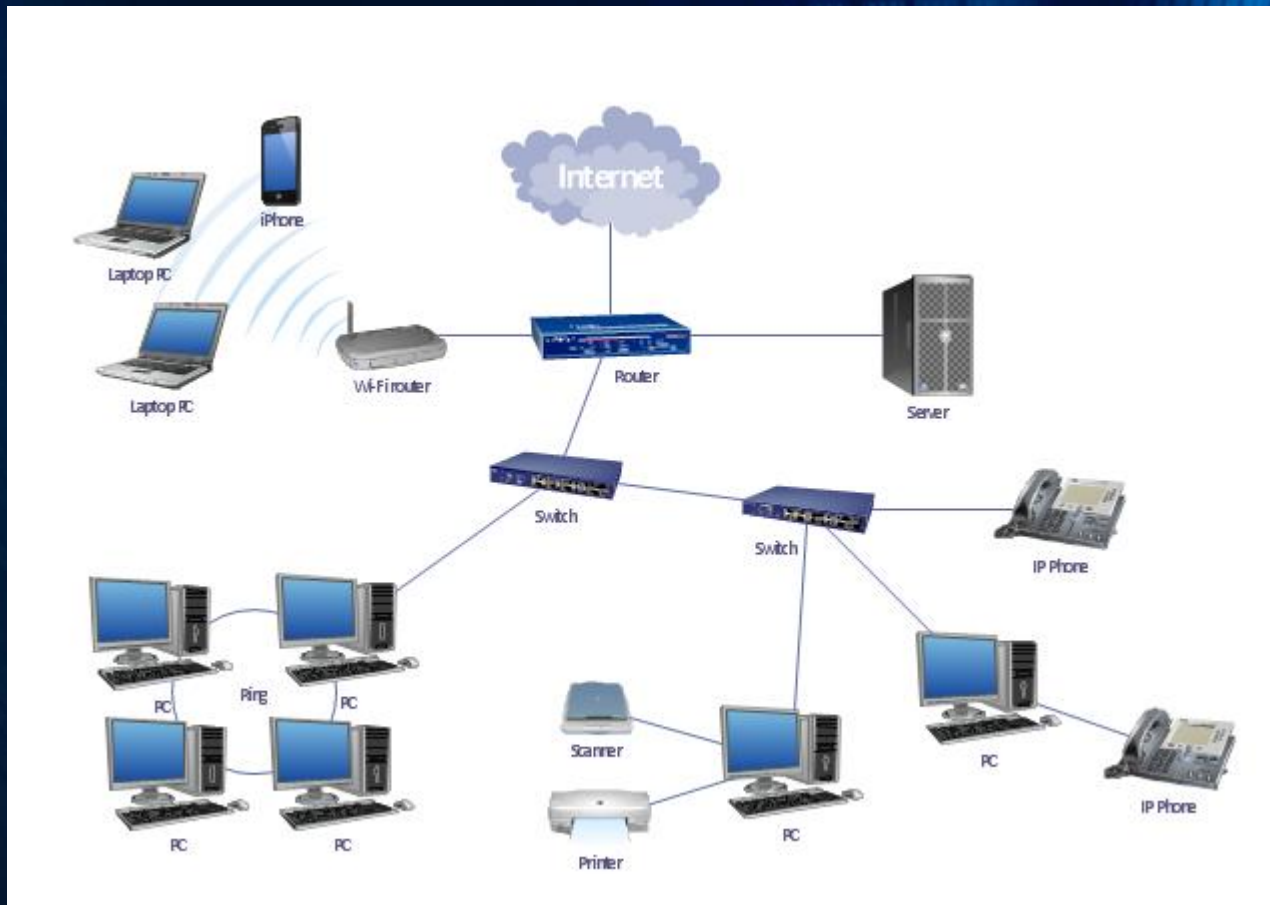 Internet
iPhone
Laptop PC
Laptop PC
Wi-Fi router
Router
Server
Switch
Switch
IP Phone
PC
Ring
PC
Scanner
PC
IP Phone
PC
PC
PC
Printer